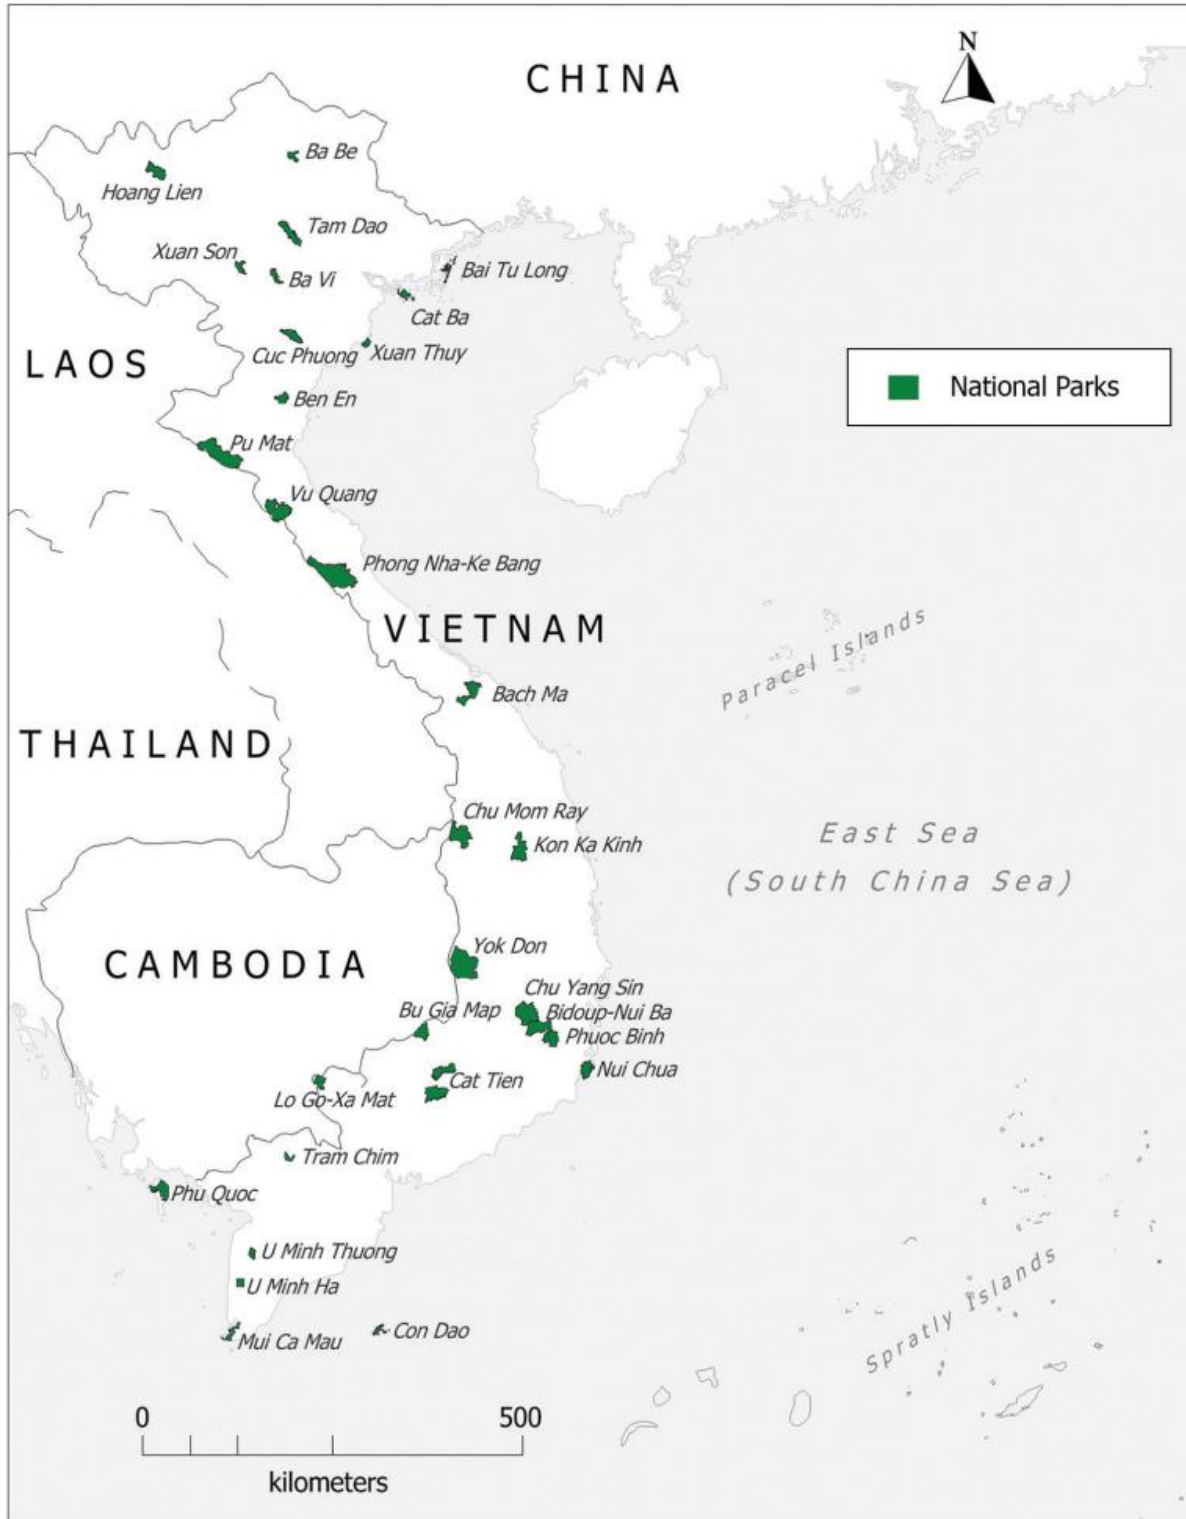 N
CHINA
Ba Be
Hoang Lien
Tam Dao
Xuan Son
Ba Vi
Bai Tu Long
Cat Ba
Cuc Phuong
Xuan Thuy
LAOS
National Parks
Ben En
Pu Mat
Vu Quang
Phong Nha-Ke Bang
VIETNAM
Paracel Islands
Bach Ma
THAILAND
Chu Mom Ray
Kon Ka Kinh
East Sea
(South China Sea)
Yok Don
CAMBODIA
Chu Yang Sin
Bu Gia Map
Bidoup-Nui Ba
Phuoc Binh
Nui Chua
Cat Tien
Lo Go-Xa Mat
Tram Chim
Phu Quoc
U Minh Thuong
U Minh Ha
Spratly Islands
Con Dao
Mui Ca Mau
0 500
kilometers